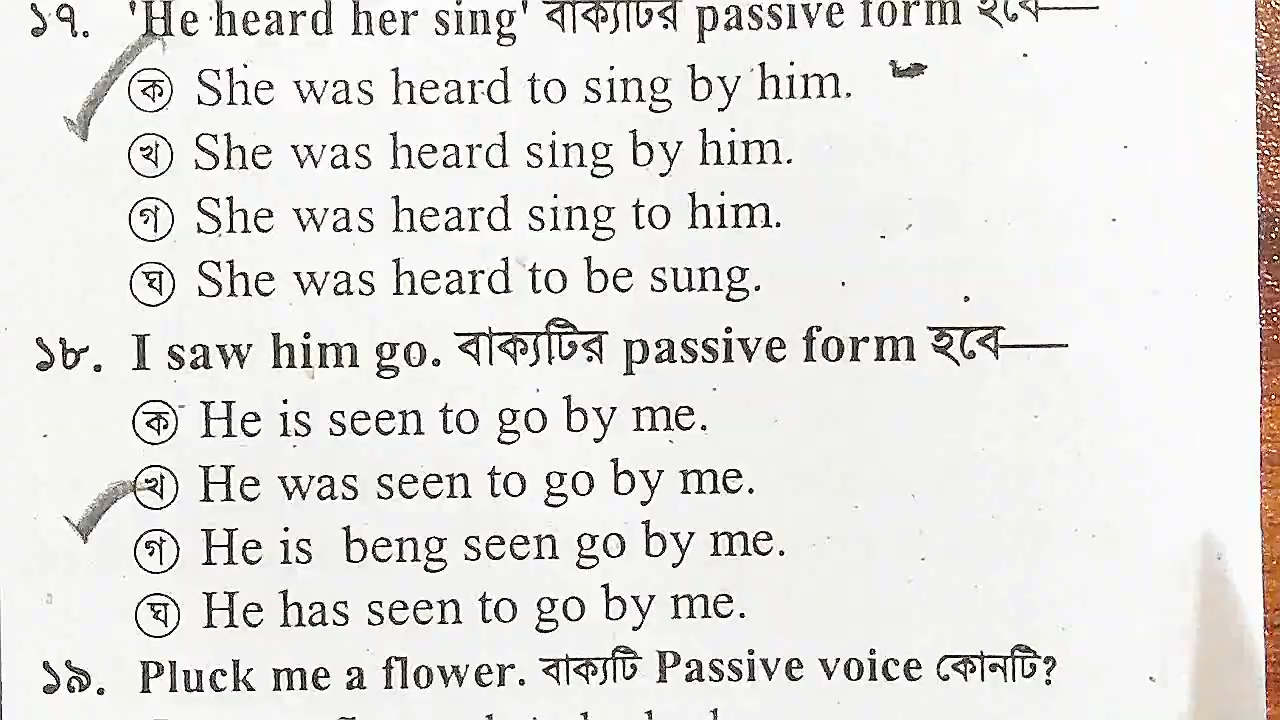 ১৭. 'He heard her sing' বাক্যটির passive form হবে—
ক She was heard to sing by him.
খ She was heard sing by him.
গ She was heard sing to him.
ঘ She was heard to be sung.
১৮. I saw him go. বাক্যটির passive form হবে—
ক He is seen to go by me.
খ He was seen to go by me.
গ He is beng seen go by me.
ঘ He has seen to go by me.
১৯. Pluck me a flower. বাক্যটি Passive voice কোনটি?